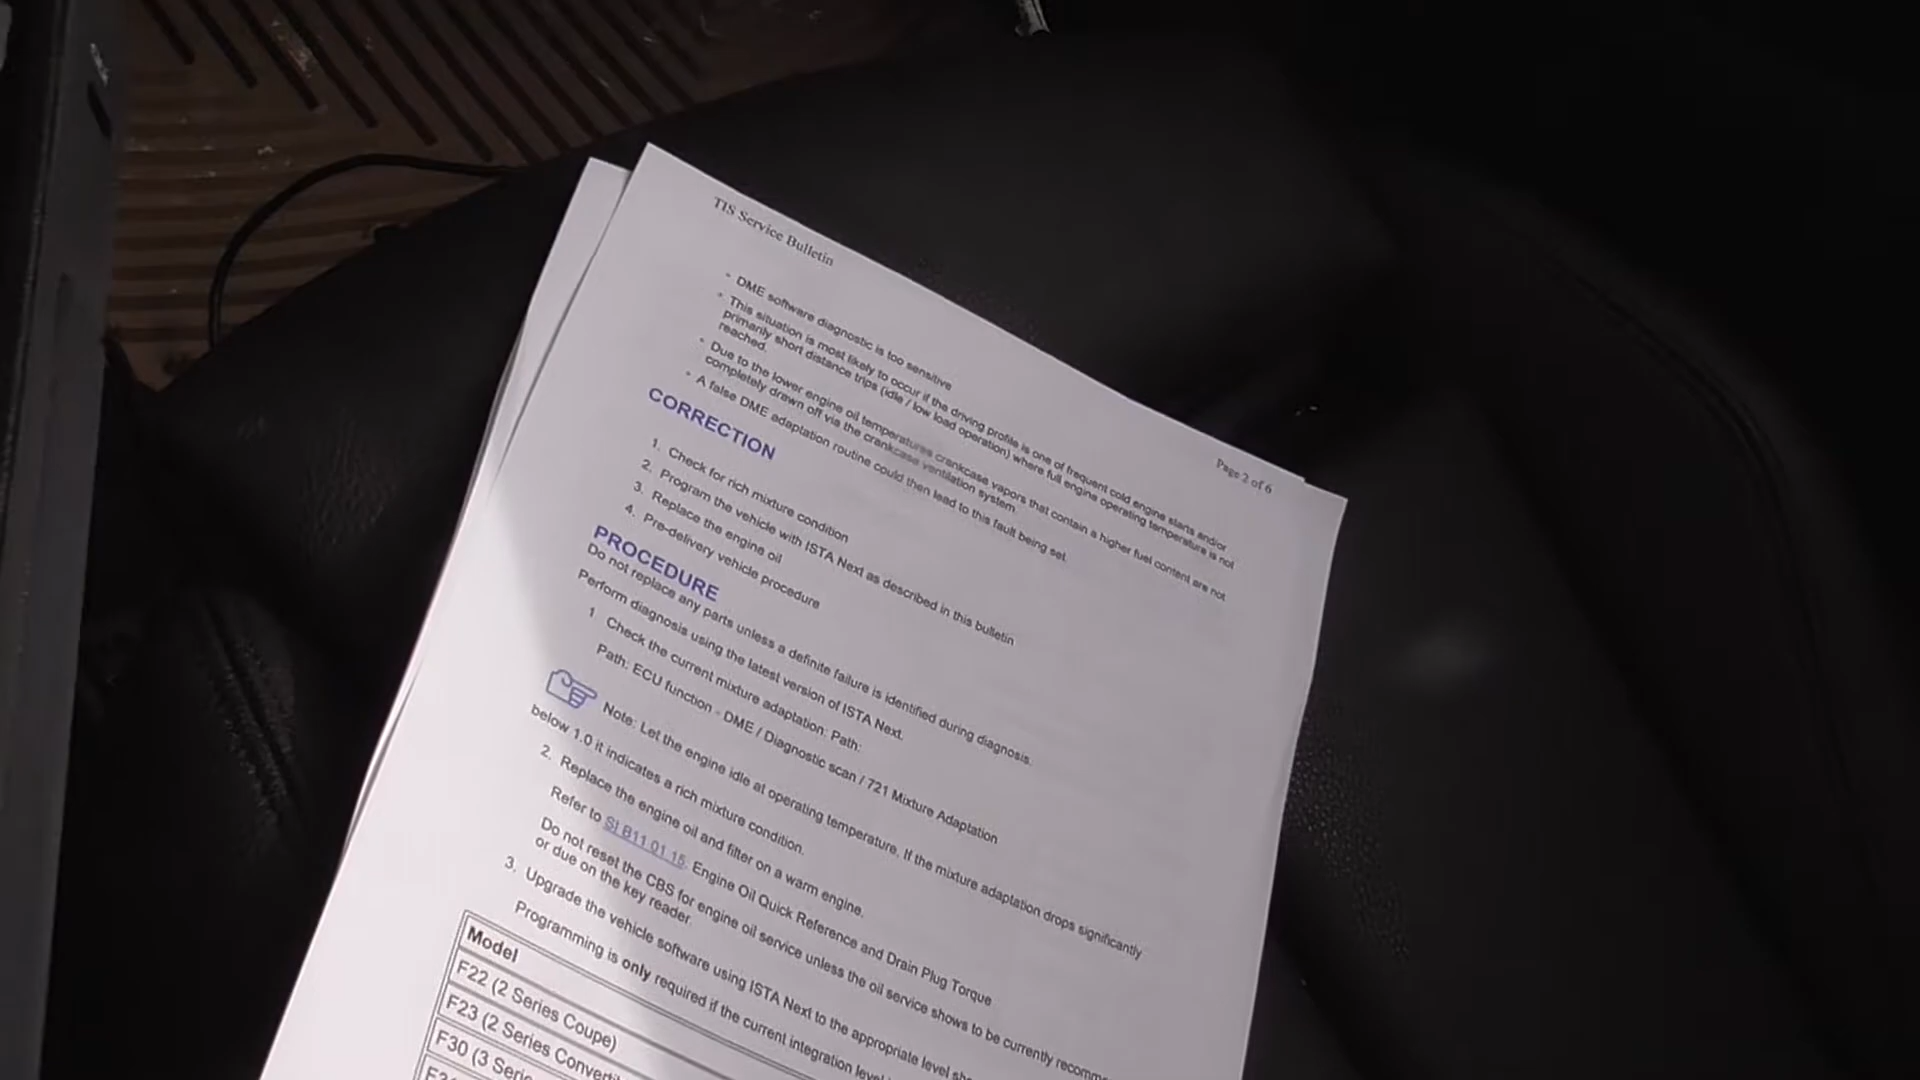 TIS Service Bulletin
Page 2 of 6
DME software diagnostic is too sensitive
This situation is most likely to occur if the driving profile is one of frequent cold engine starts and/or
primarily short distance trips (idle / low load operation) where full engine operating temperature is not
reached.
Due to the lower engine oil temperatures crankcase vapors that contain a higher fuel content are not
completely drawn off via the crankcase ventilation system.
A false DME adaptation routine could then lead to this fault being set.
CORRECTION
1. Check for rich mixture condition
2. Program the vehicle with ISTA Next as described in this bulletin
3. Replace the engine oil
4. Pre-delivery vehicle procedure
PROCEDURE
Do not replace any parts unless a definite failure is identified during diagnosis.
Perform diagnosis using the latest version of ISTA Next.
1 Check the current mixture adaptation: Path:
Path: ECU function - DME / Diagnostic scan / 721 Mixture Adaptation
Note: Let the engine idle at operating temperature. If the mixture adaptation drops significantly
below 1.0 it indicates a rich mixture condition.
2. Replace the engine oil and filter on a warm engine.
Refer to SI B11 01 15. Engine Oil Quick Reference and Drain Plug Torque
Do not reset the CBS for engine oil service unless the oil service shows to be currently recomm
or due on the key reader.
3. Upgrade the vehicle software using ISTA Next to the appropriate level
Programming is only required if the current integration level
Model
F22 (2 Series Coupe)
F23 (2 Series Converti
F30 (3 Serie